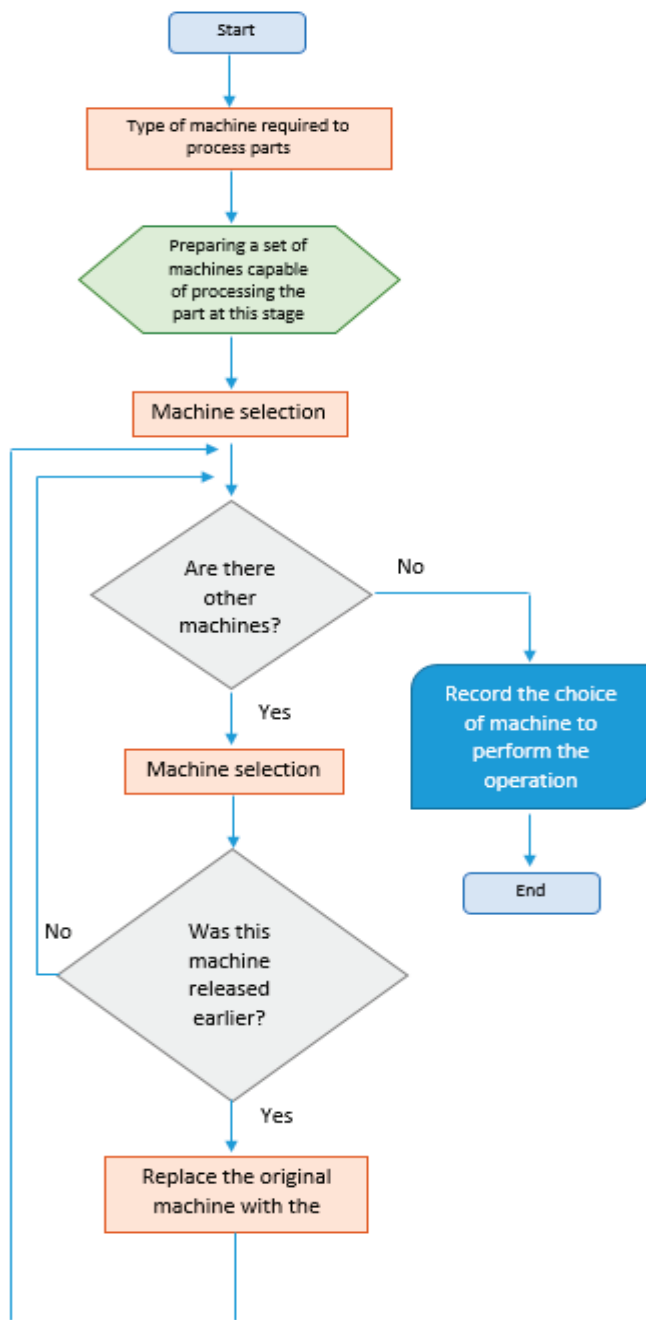 Start
Type of machine required to
process parts
Preparing a set of
machines capable
of processing the
part at this stage
Machine selection
Are there
other
machines?
No
Yes
Record the choice
of machine to
perform the
operation
Machine selection
End
No
Was this
machine
released
earlier?
Yes
Replace the original
machine with the